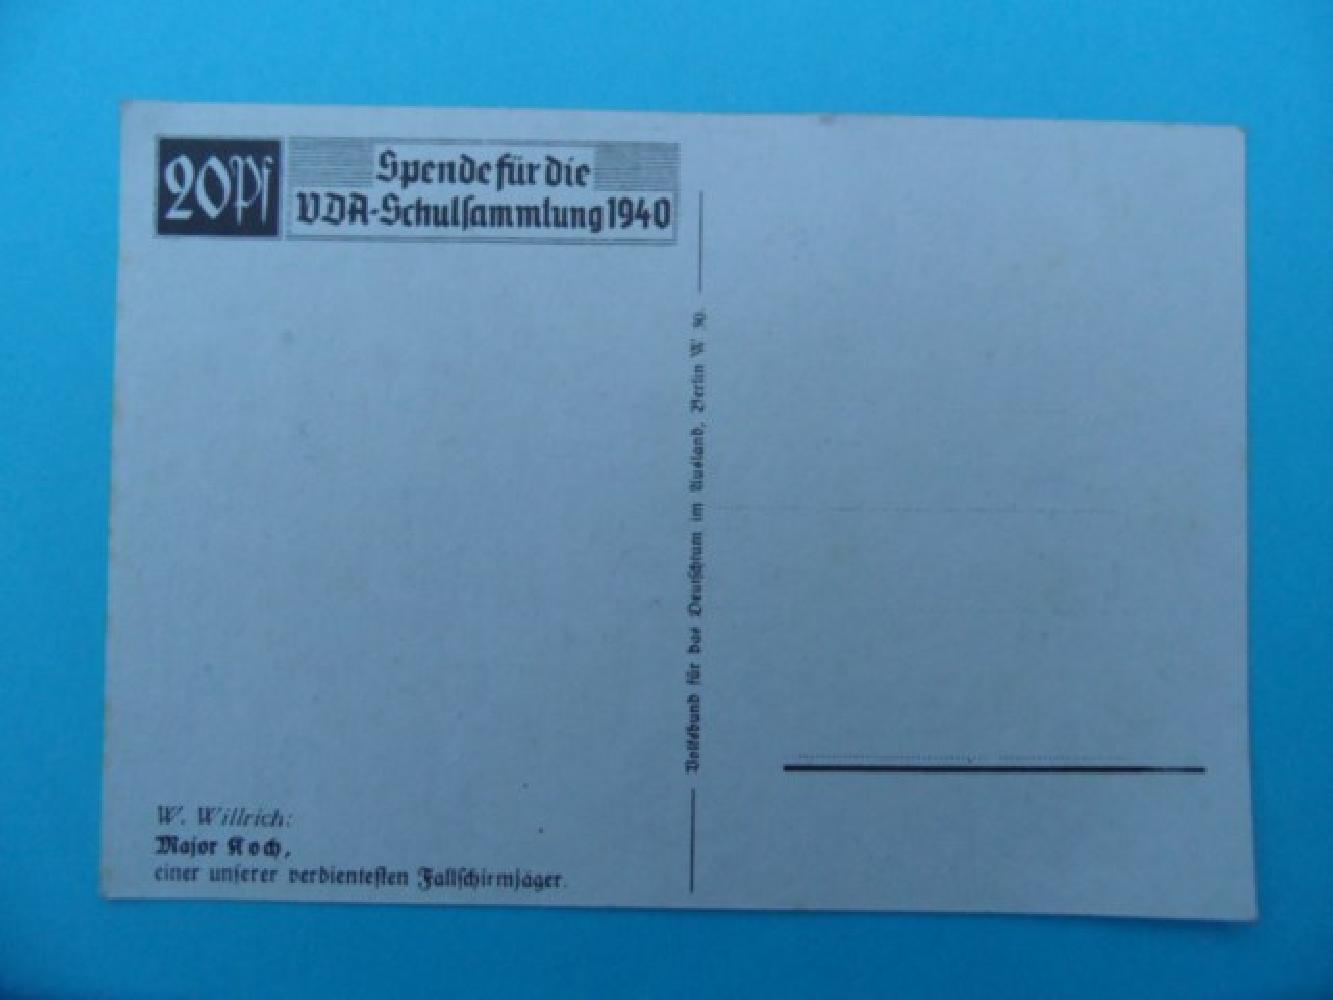 20Pf
Spende für die
VDA-Schulsammlung 1940
Volksbund für das Deutschtum im Ausland, Berlin W 30.
W. Willrich:
Major Koch,
einer unserer verdientesten Fallschirmjäger.